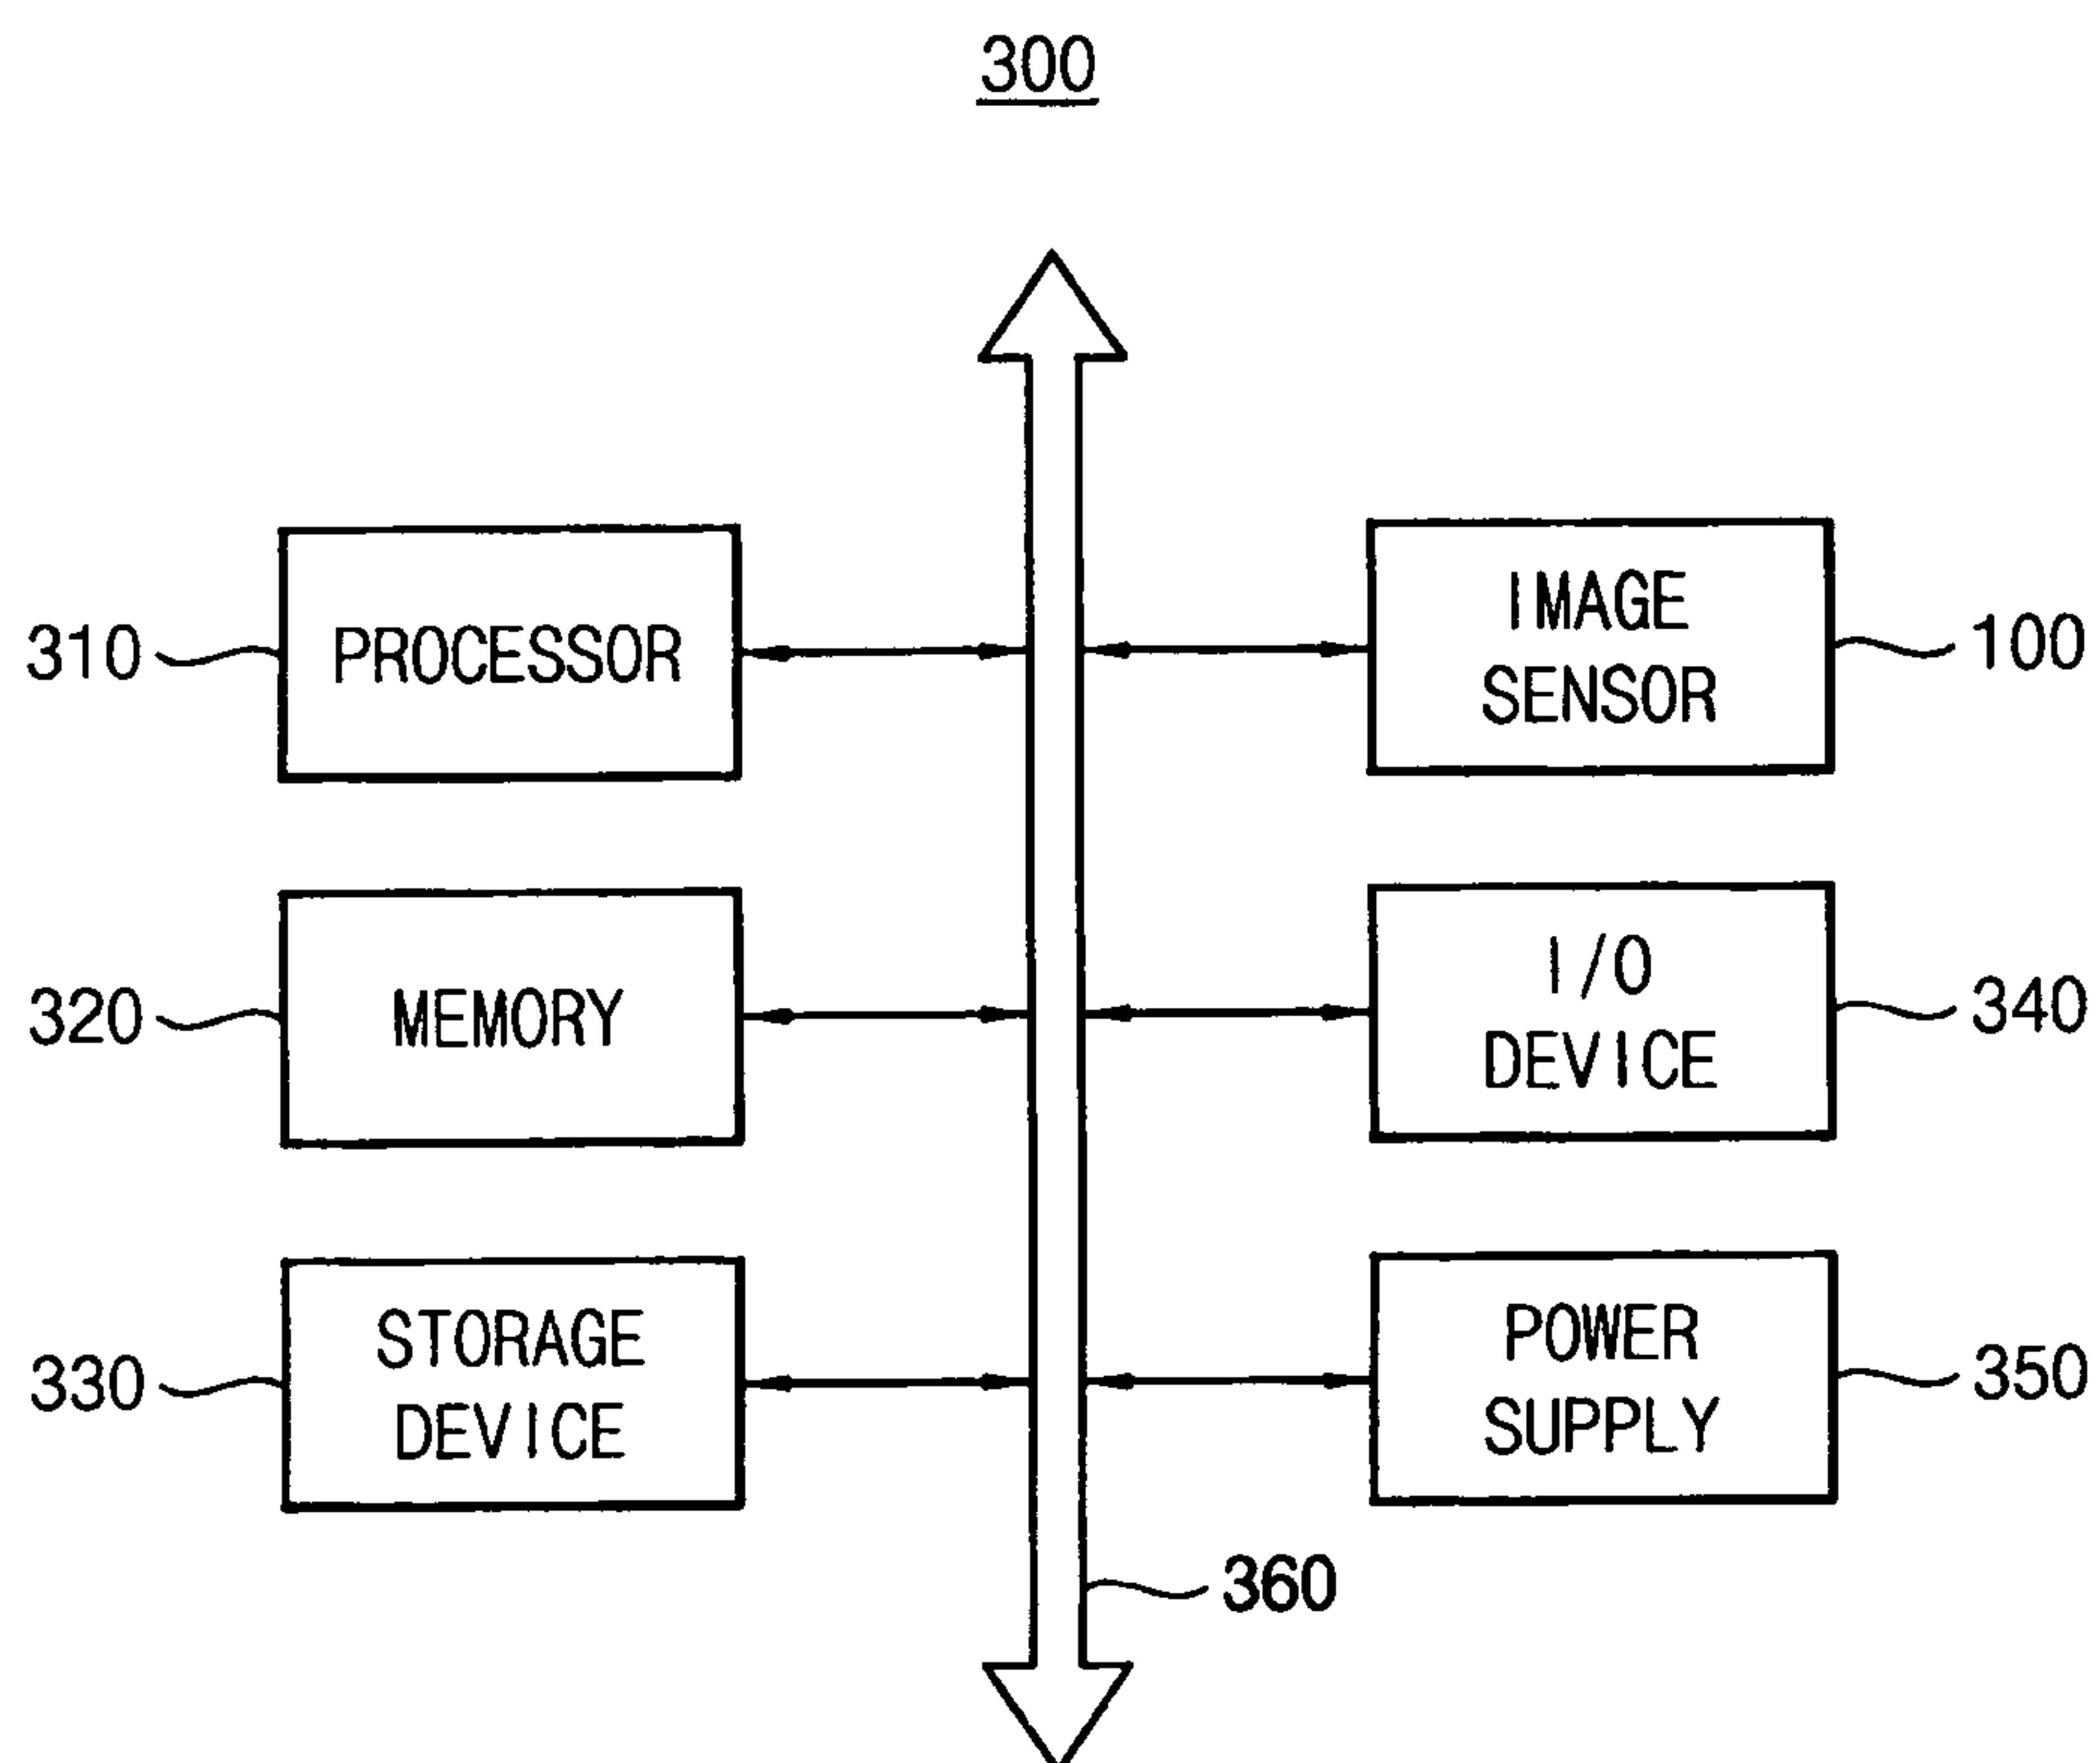 300
310
PROCESSOR
IMAGE
SENSOR
100
320
MEMORY
I/O
DEVICE
340
330
STORAGE
DEVICE
POWER
SUPPLY
350
360